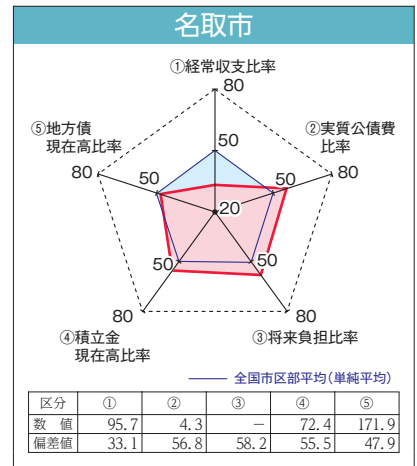 名取市
①経常収支比率
80
⑤地方債
現在高比率
②実質公債費
比率
80
50
80
50
50
20
50
50
80
80
④積立金
現在高比率
③将来負担比率
全国市区部平均(単純平均)
区分 ① ② ③ ④ ⑤
数 値 95.7 4.3 － 72.4 171.9
偏差値 33.1 56.8 58.2 55.5 47.9